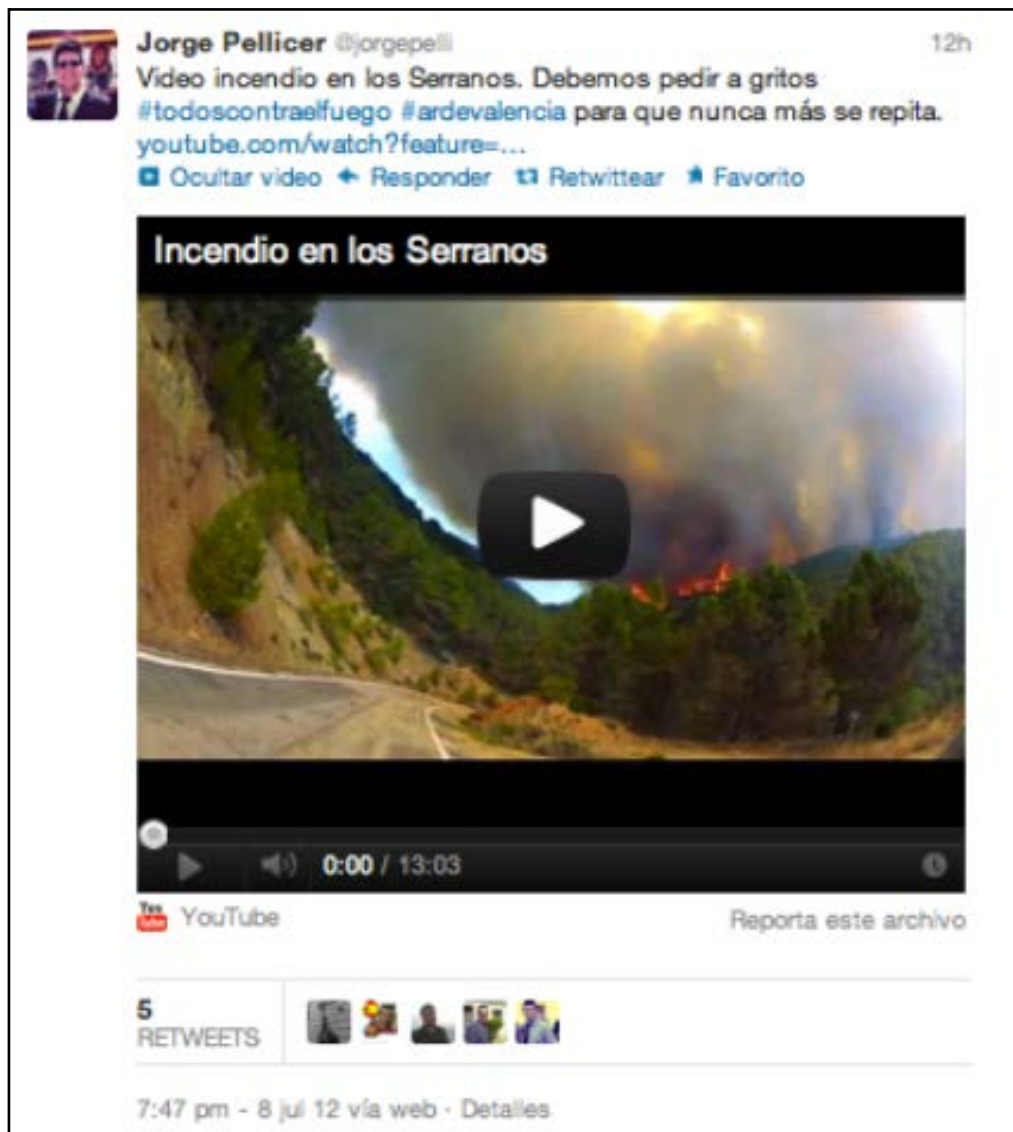 Jorge Pellicer @jorgepelli 12h
Video incendio en los Serranos. Debemos pedir a gritos
#todoscontraelfuego #ardevalencia para que nunca más se repita.
youtube.com/watch?feature=...
Ocultar video Responder Retwittear Favorito
Incendio en los Serranos
0:00 / 13:03
You Tube YouTube Reporta este archivo
5
RETWEETS
7:47 pm - 8 jul 12 vía web · Detalles